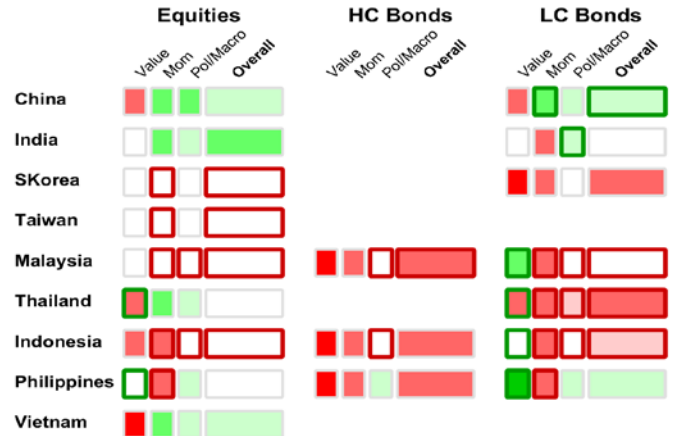 Equities HC Bonds LC Bonds
Value Mom Pol/Macro Overall Value Mom Pol/Macro Overall Value Mom Pol/Macro Overall
China
India
SKorea
Taiwan
Malaysia
Thailand
Indonesia
Philippines
Vietnam